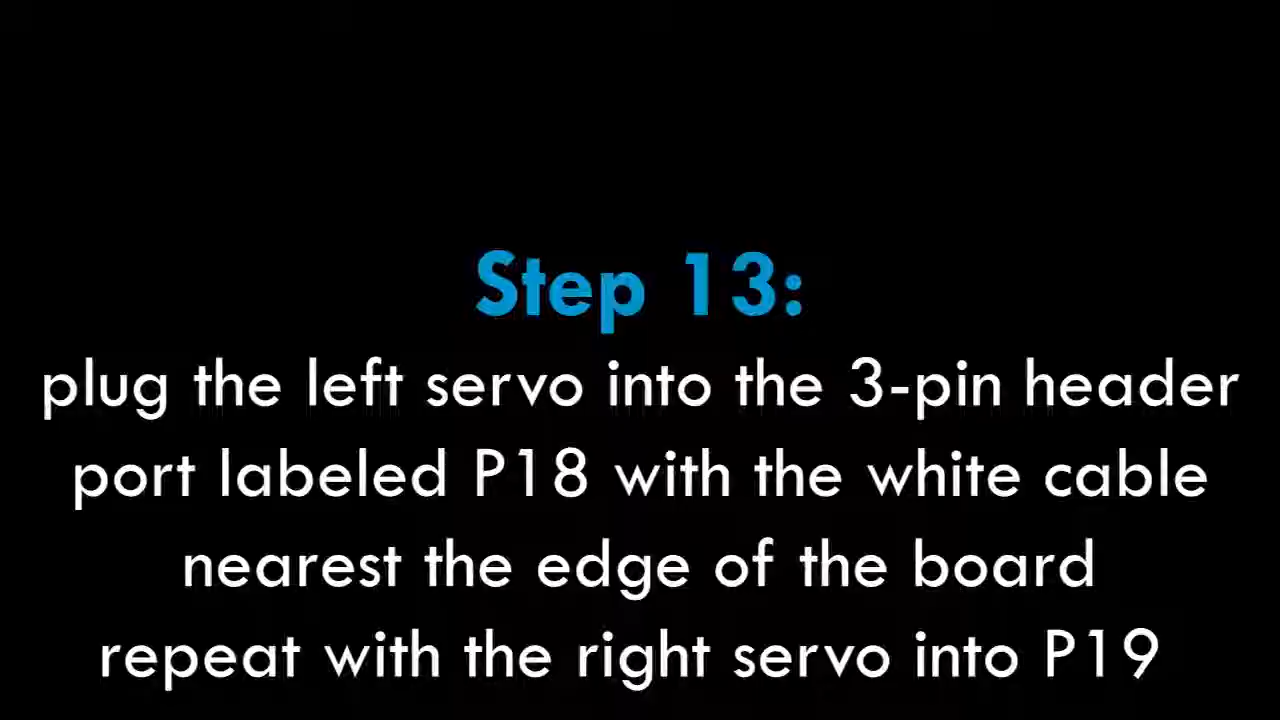 Step 13:
plug the left servo into the 3-pin header
port labeled P18 with the white cable
nearest the edge of the board
repeat with the right servo into P19